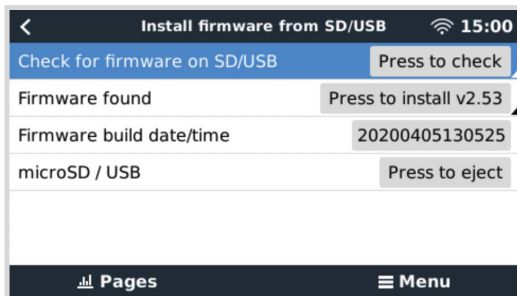 Install firmware from SD/USB 15:00
Check for firmware on SD/USB Press to check
Firmware found Press to install v2.53
Firmware build date/time 20200405130525
microSD / USB Press to eject
Pages Menu